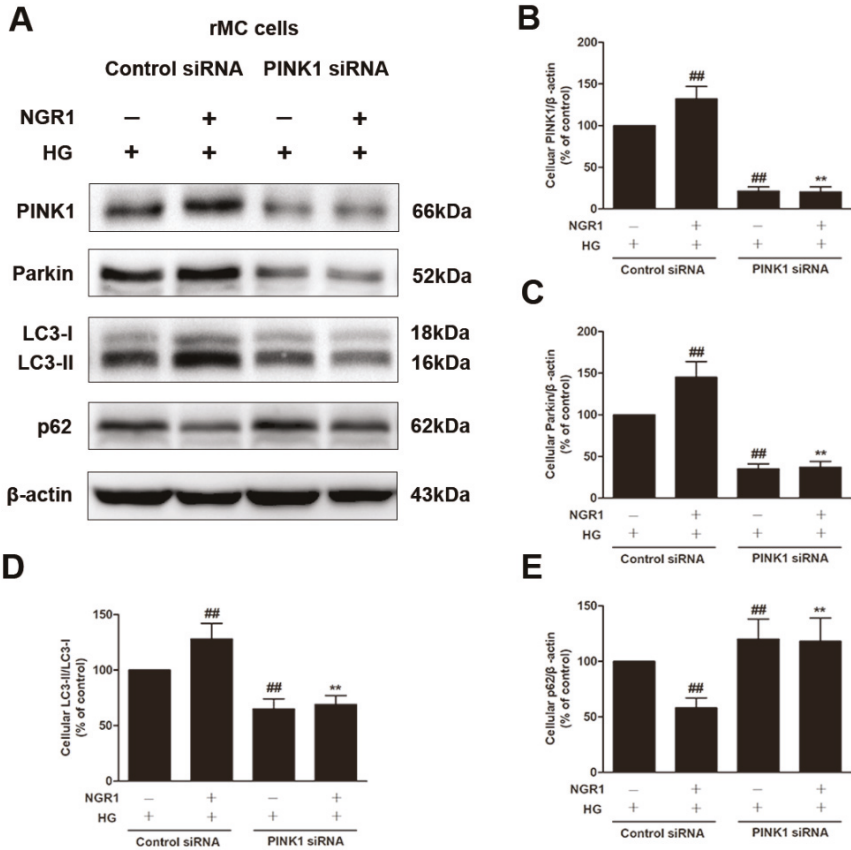 A
rMC cells
Control siRNA PINK1 siRNA
NGR1 – + – +
HG + + + +
PINK1 66kDa
Parkin 52kDa
LC3-I 18kDa
LC3-II 16kDa
p62 62kDa
β-actin 43kDa
B
Celluar PINK1/β -actin
(% of control)
150
100
50
0
200
##
##
**
NGR1 – + – +
HG + + + +
Control siRNA PINK1 siRNA
C
Cellular Parkin/β -actin
(% of control)
200
150
100
50
0
##
##
**
NGR1 – + – +
HG + + + +
Control siRNA PINK1 siRNA
D
Cellular LC3-II/LC3-I
(% of control)
150
100
50
0
##
##
**
NGR1 – + – +
HG + + + +
Control siRNA PINK1 siRNA
E
Cellular p62/β -actin
(% of control)
150
100
50
0
##
##
**
NGR1 – + – +
HG + + + +
Control siRNA PINK1 siRNA